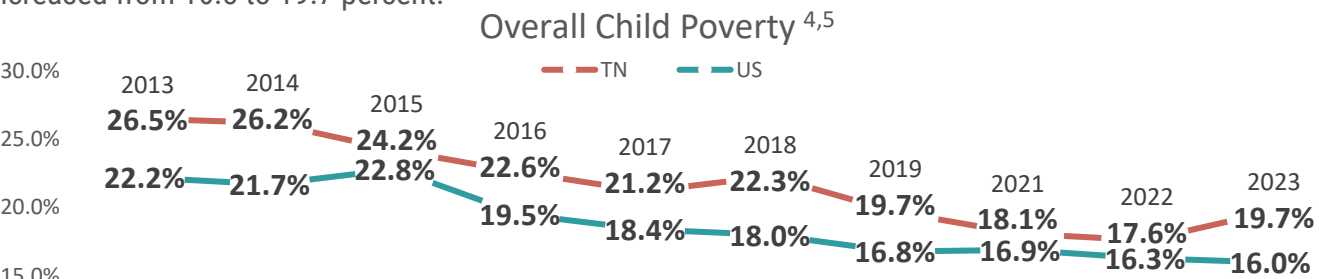 Overall Child Poverty 4,5
TN US
30.0%
25.0%
20.0%
15.0%
2013 2014 2015 2016 2017 2018 2019 2021 2022 2023
26.5% 26.2% 24.2% 22.6% 21.2% 22.3% 19.7% 18.1% 17.6% 19.7%
22.2% 21.7% 22.8% 19.5% 18.4% 18.0% 16.8% 16.9% 16.3% 16.0%